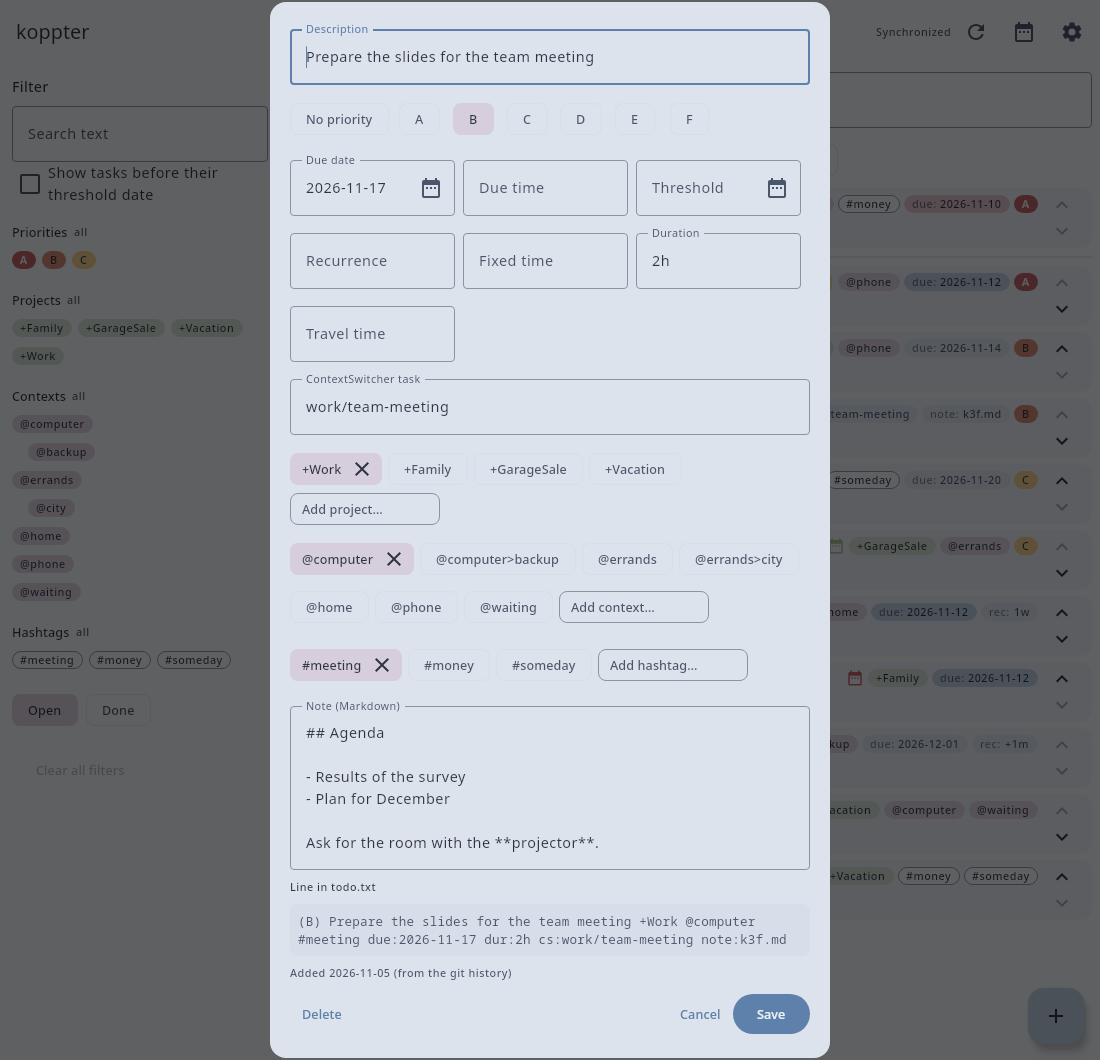 koppter
Synchronized
Filter
Search text
Show tasks before their
threshold date
Priorities all
A B C
Projects all
+Family +GarageSale +Vacation
+Work
Contexts all
@computer
@backup
@errands
@city
@home
@phone
@waiting
Hashtags all
#meeting #money #someday
Open Done
Clear all filters
Description
Prepare the slides for the team meeting
No priority A B C D E F
Due date
2026-11-17 Due time Threshold
Recurrence Fixed time Duration 2h
Travel time
ContextSwitcher task
work/team-meeting
+Work +Family +GarageSale +Vacation
Add project...
@computer @computer>backup @errands @errands>city
@home @phone @waiting Add context...
#meeting #money #someday Add hashtag...
Note (Markdown)
## Agenda
- Results of the survey
- Plan for December
Ask for the room with the **projector**.
Line in todo.txt
(B) Prepare the slides for the team meeting +Work @computer
#meeting due:2026-11-17 dur:2h cs:work/team-meeting note:k3f.md
Added 2026-11-05 (from the git history)
Delete Cancel Save
#money due: 2026-11-10 A
@phone due: 2026-11-12 A
@phone due: 2026-11-14 B
team-meeting note: k3f.md B
#someday due: 2026-11-20 C
+GarageSale @errands C
home due: 2026-11-12 rec: 1w
+Family due: 2026-11-12
kup due: 2026-12-01 rec: +1m
acation @computer @waiting
+Vacation #money #someday
+